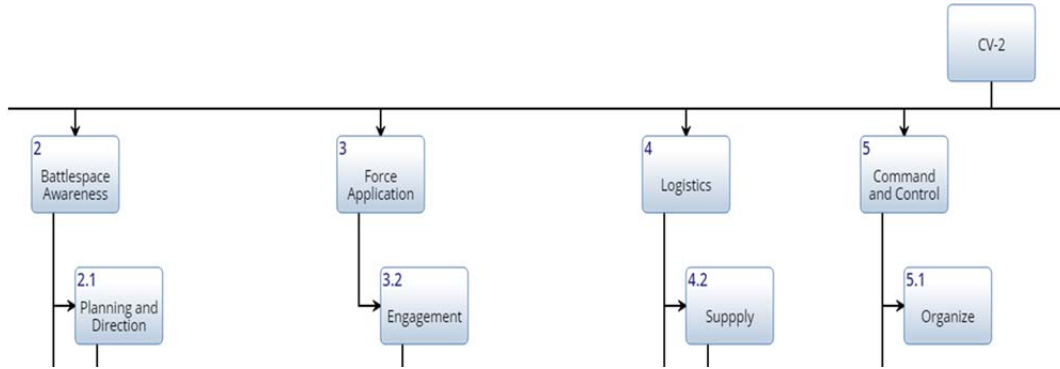 CV-2
2
Battlespace
Awareness
3
Force
Application
4
Logistics
5
Command
and Control
2.1
Planning and
Direction
3.2
Engagement
4.2
Suppply
5.1
Organize